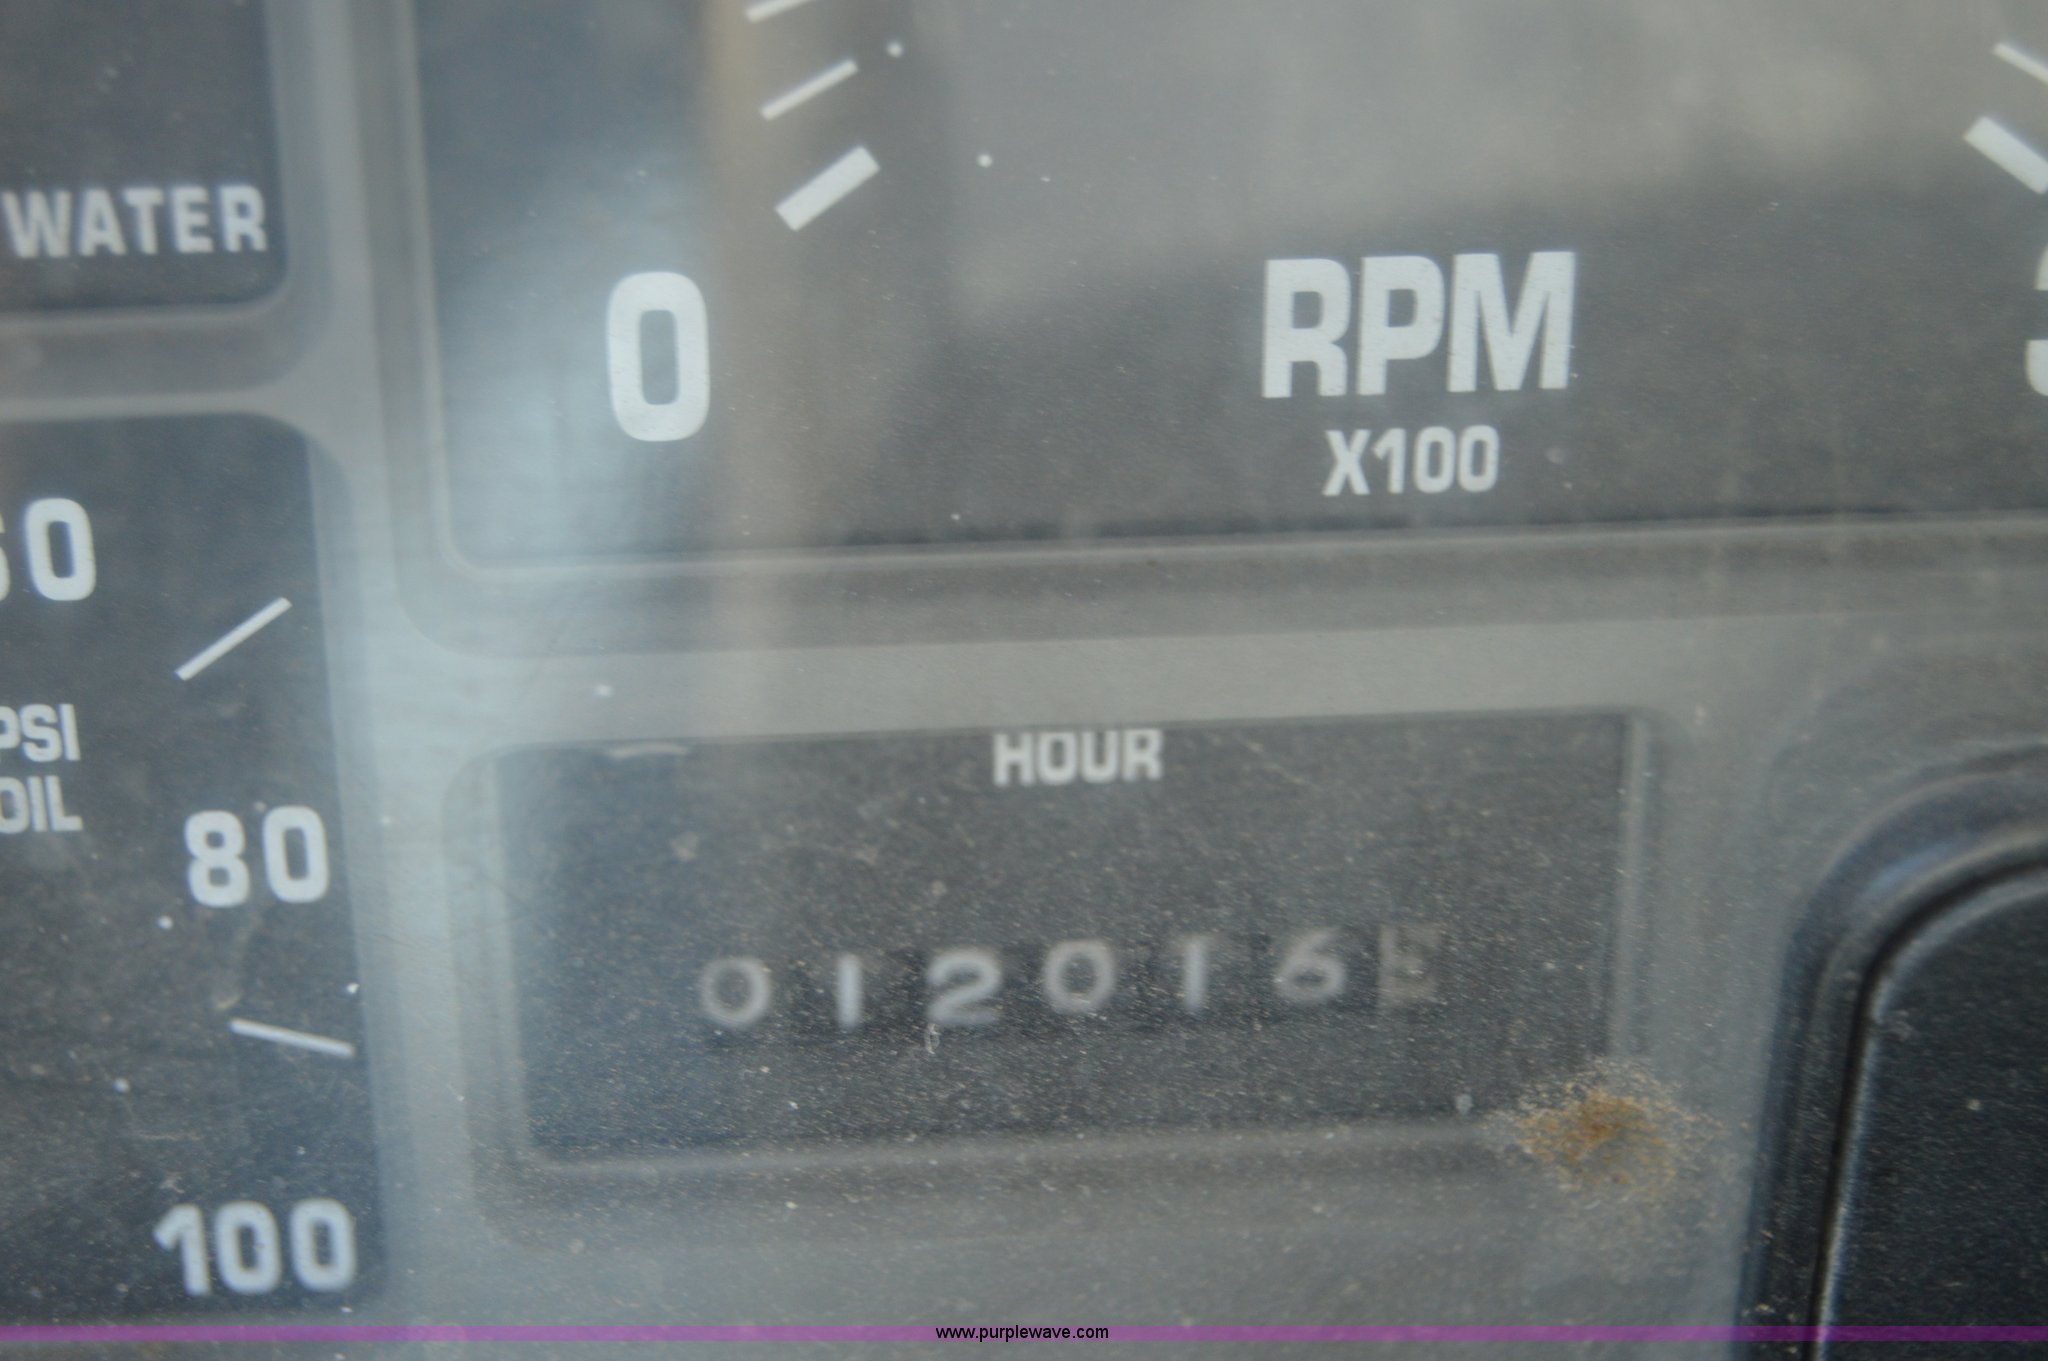 WATER
0
RPM
X100
60
PSI
OIL
80
100
HOUR
012016
www.purplewave.com